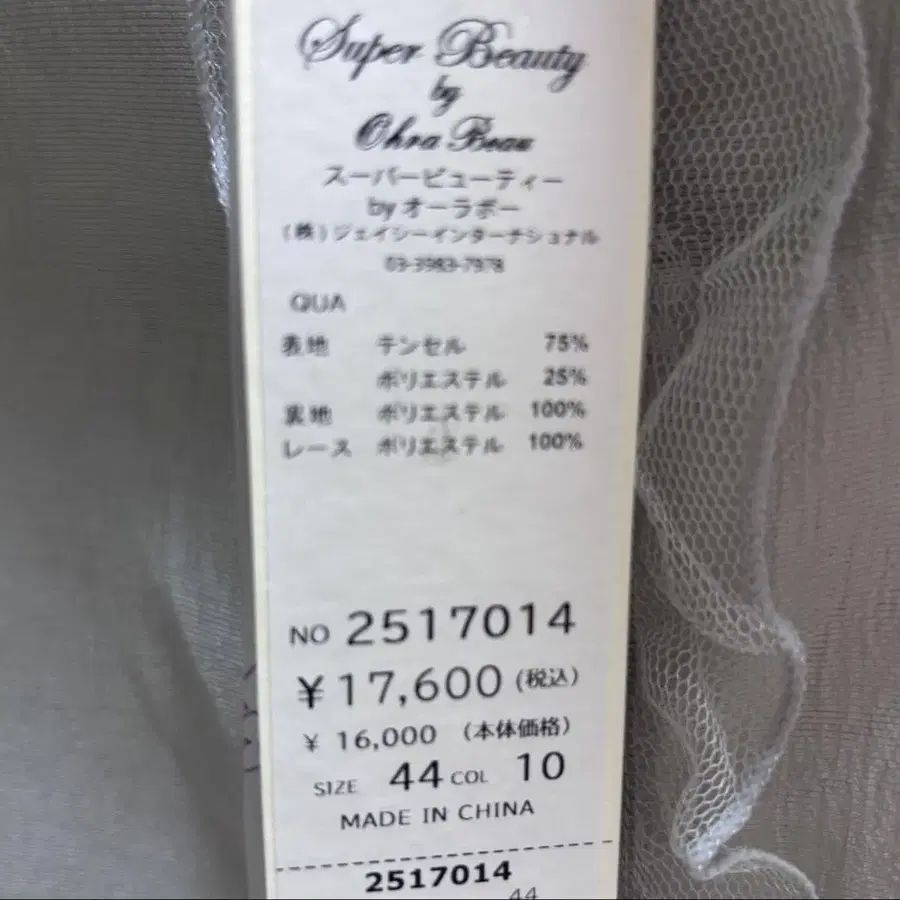 Super Beauty
by
Ohra Beau
スーパービューティー
by オーラボー
(株)ジェイシーインターナショナル
03-3983-7978
QUA
表地 テンセル 75%
ポリエステル 25%
裏地 ポリエステル 100%
レース ポリエステル 100%
NO 2517014
¥17,600 (税込)
¥ 16,000 (本体価格)
SIZE 44 COL 10
MADE IN CHINA
2517014
44